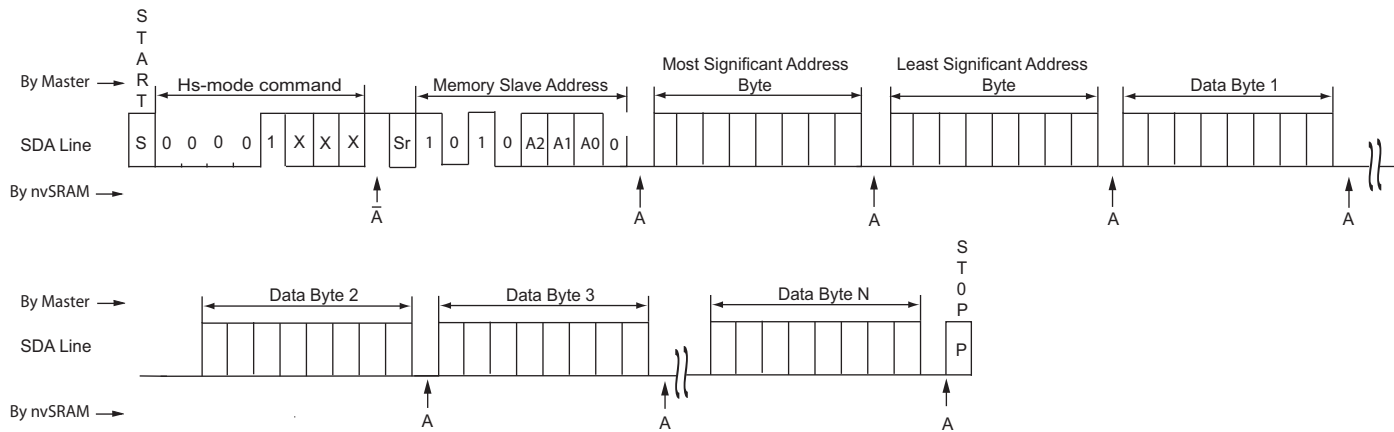 START
By Master
Hs-mode command
Memory Slave Address
Most Significant Address Byte
Least Significant Address Byte
Data Byte 1
SDA Line
S 0 0 0 0 1 X X X Sr 1 0 1 0 A2 A1 A0 0
By nvSRAM
A̅ A A A A
STOP
By Master
Data Byte 2
Data Byte 3
Data Byte N
SDA Line
P
By nvSRAM
A A A